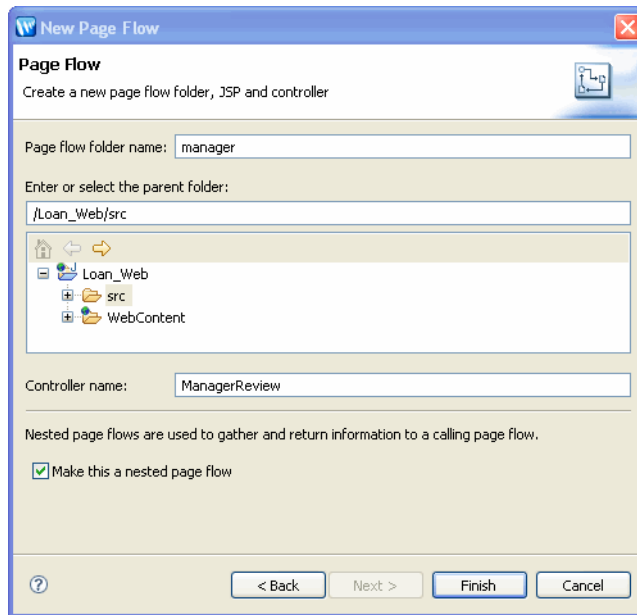 New Page Flow
Page Flow
Create a new page flow folder, JSP and controller
Page flow folder name: manager
Enter or select the parent folder:
/Loan_Web/src
Loan_Web
src
WebContent
Controller name: ManagerReview
Nested page flows are used to gather and return information to a calling page flow.
Make this a nested page flow
< Back Next > Finish Cancel